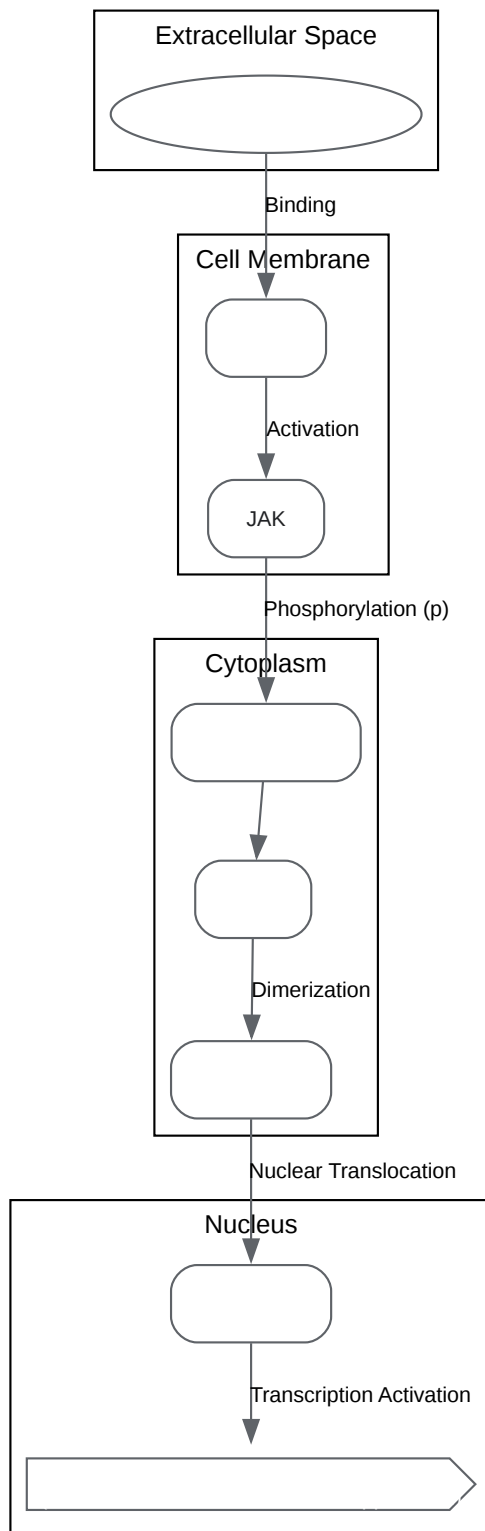 Extracellular Space
Binding
Cell Membrane
Activation
JAK
Phosphorylation (p)
Cytoplasm
Dimerization
Nuclear Translocation
Nucleus
Transcription Activation